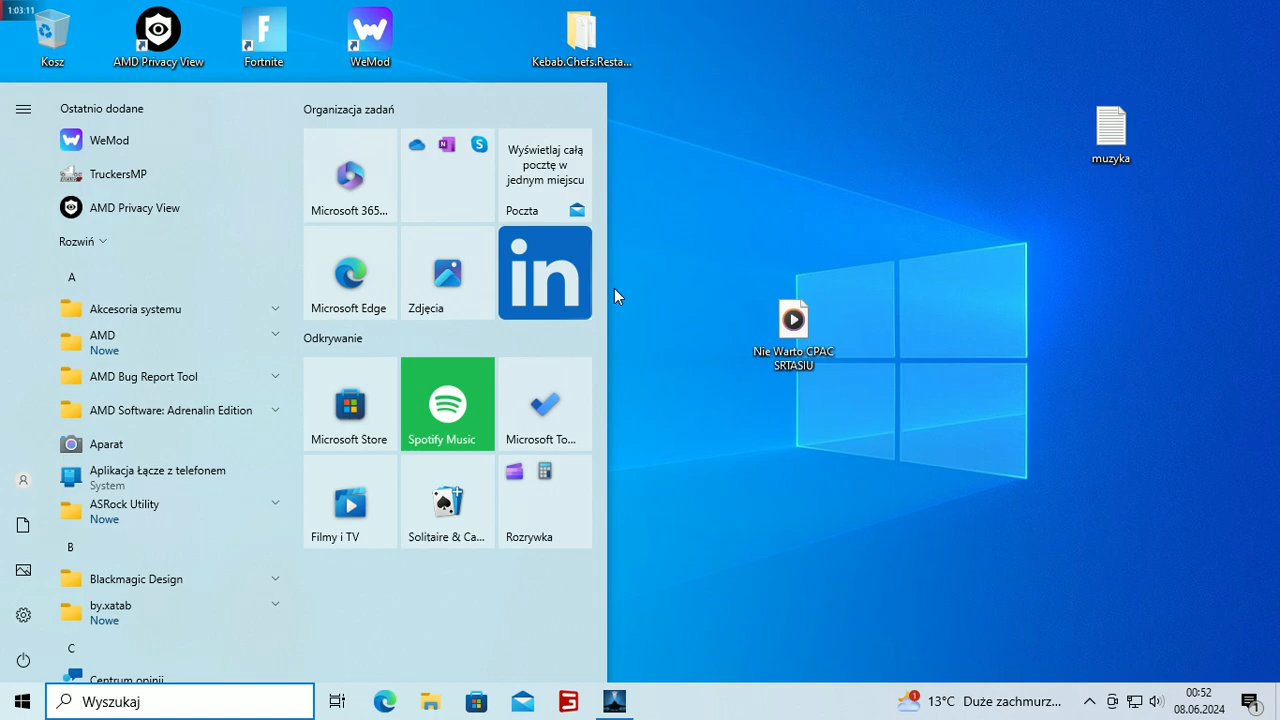 1:03:11
Kosz
AMD Privacy View
Fortnite
WeMod
Kebab.Chefs.Resta...
Ostatnio dodane
WeMod
TruckersMP
AMD Privacy View
Rozwiń
A
Akcesoria systemu
AMD
Nowe
AMD Bug Report Tool
AMD Software: Adrenalin Edition
Aparat
Aplikacja Łącze z telefonem
System
ASRock Utility
Nowe
B
Blackmagic Design
by.xatab
Nowe
C
Centrum opinii
Organizacja zadań
Microsoft 365...
Wyświetlaj całą
pocztę w
jednym miejscu
Poczta
Microsoft Edge
Zdjęcia
in
Odkrywanie
Microsoft Store
Spotify Music
Microsoft To...
Filmy i TV
Solitaire & Ca...
Rozrywka
muzyka
Nie Warto CPAC
SRTASIU
Wyszukaj
13°C Duże zachmurz...
00:52
08.06.2024